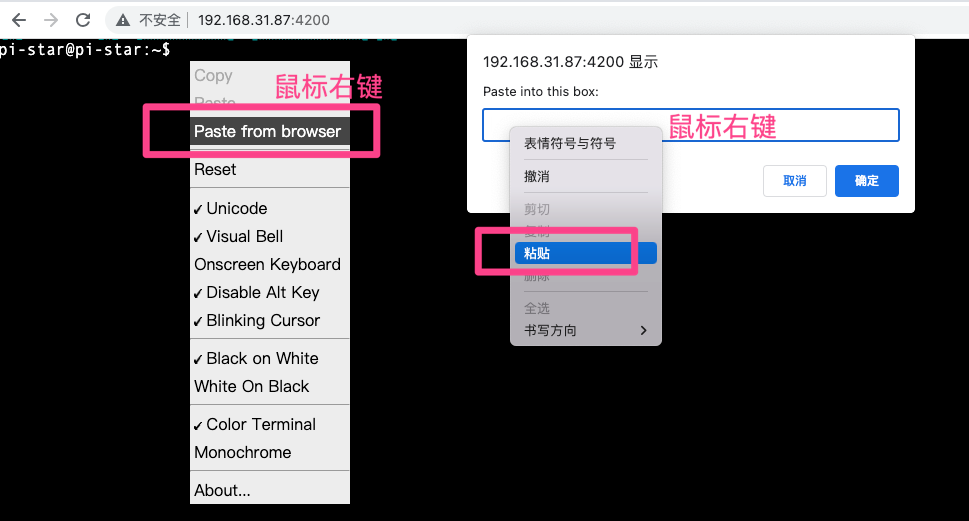 不安全
192.168.31.87:4200
pi-star@pi-star:~$
Copy
鼠标右键
Paste
Paste from browser
Reset
✓ Unicode
✓ Visual Bell
Onscreen Keyboard
✓ Disable Alt Key
✓ Blinking Cursor
✓ Black on White
White On Black
✓ Color Terminal
Monochrome
About...
192.168.31.87:4200 显示
Paste into this box:
鼠标右键
取消
确定
表情符号与符号
撤消
剪切
复制
粘贴
删除
全选
书写方向